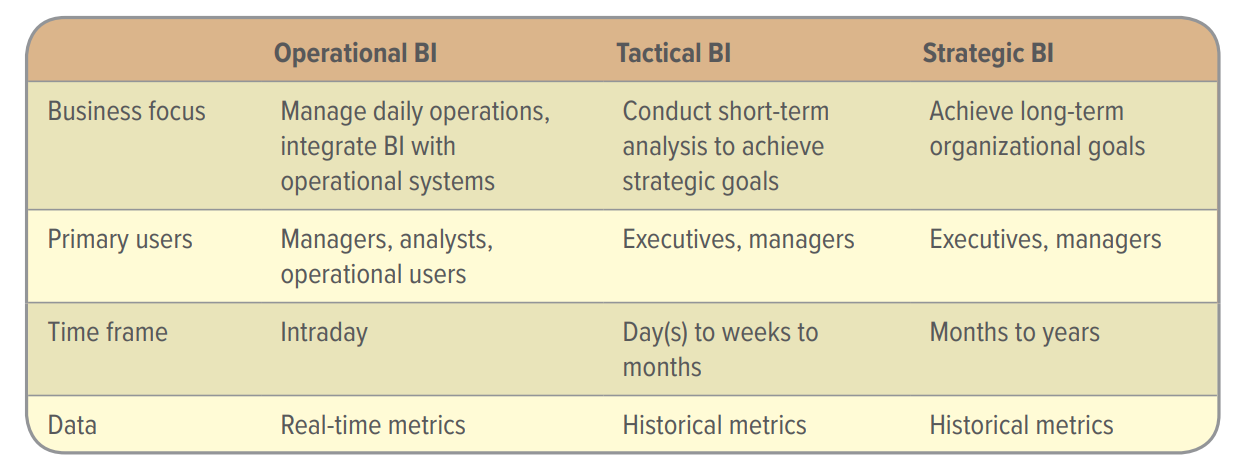 Operational BI Tactical BI Strategic BI
Business focus Manage daily operations, Conduct short-term Achieve long-term
integrate BI with analysis to achieve organizational goals
operational systems strategic goals
Primary users Managers, analysts, Executives, managers Executives, managers
operational users
Time frame Intraday Day(s) to weeks to Months to years
months
Data Real-time metrics Historical metrics Historical metrics